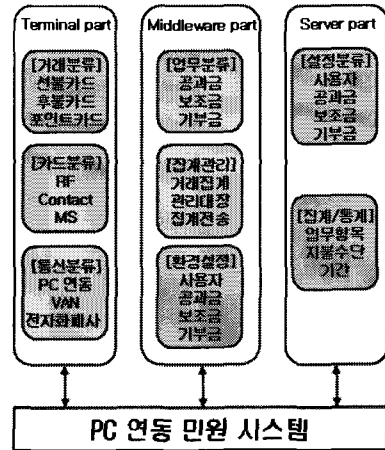 Terminal part
[거래분류]
선불카드
후불카드
포인트카드
[카드분류]
RF
Contact
MS
[통신분류]
PC 연동
VAN
전자화폐사
Middleware part
[업무분류]
공과금
보조금
기부금
[집계관리]
거래집계
관리대장
집계전송
[환경설정]
사용자
공과금
보조금
기부금
Server part
[설정분류]
사용자
공과금
보조금
기부금
[집계/통계]
업무항목
지불수단
기간
PC 연동 민원 시스템